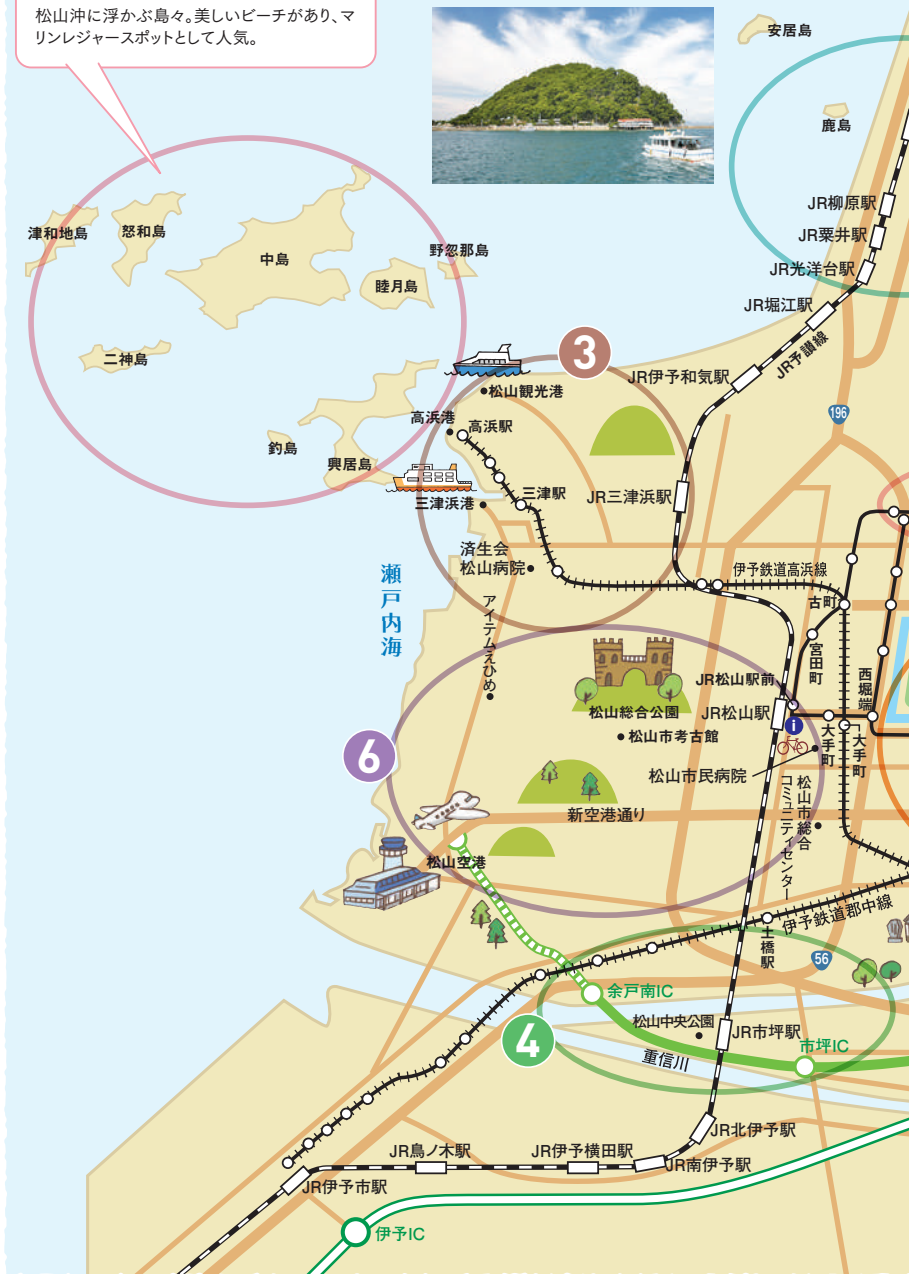 松山沖に浮かぶ島々。美しいビーチがあり、マ
リンレジャースポットとして人気。
安居島
鹿島
JR柳原駅
JR粟井駅
JR光洋台駅
JR堀江駅
JR予讃線
JR伊予和気駅
196
津和地島
怒和島
中島
野忽那島
睦月島
二神島
釣島
興居島
3
松山観光港
高浜港
高浜駅
三津駅
三津浜港
JR三津浜駅
済生会
松山病院
伊予鉄道高浜線
古町
瀬戸内海
アイテムえひめ
宮田町
西堀端
JR松山駅前
JR松山駅
i
大手町
大手町
松山総合公園
松山市考古館
松山市民病院
6
新空港通り
松山市総合
コミュニティセンター
松山空港
伊予鉄道郡中線
土橋駅
56
余戸南IC
4
松山中央公園
JR市坪駅
市坪IC
重信川
JR北伊予駅
JR鳥ノ木駅
JR伊予横田駅
JR南伊予駅
JR伊予市駅
伊予IC